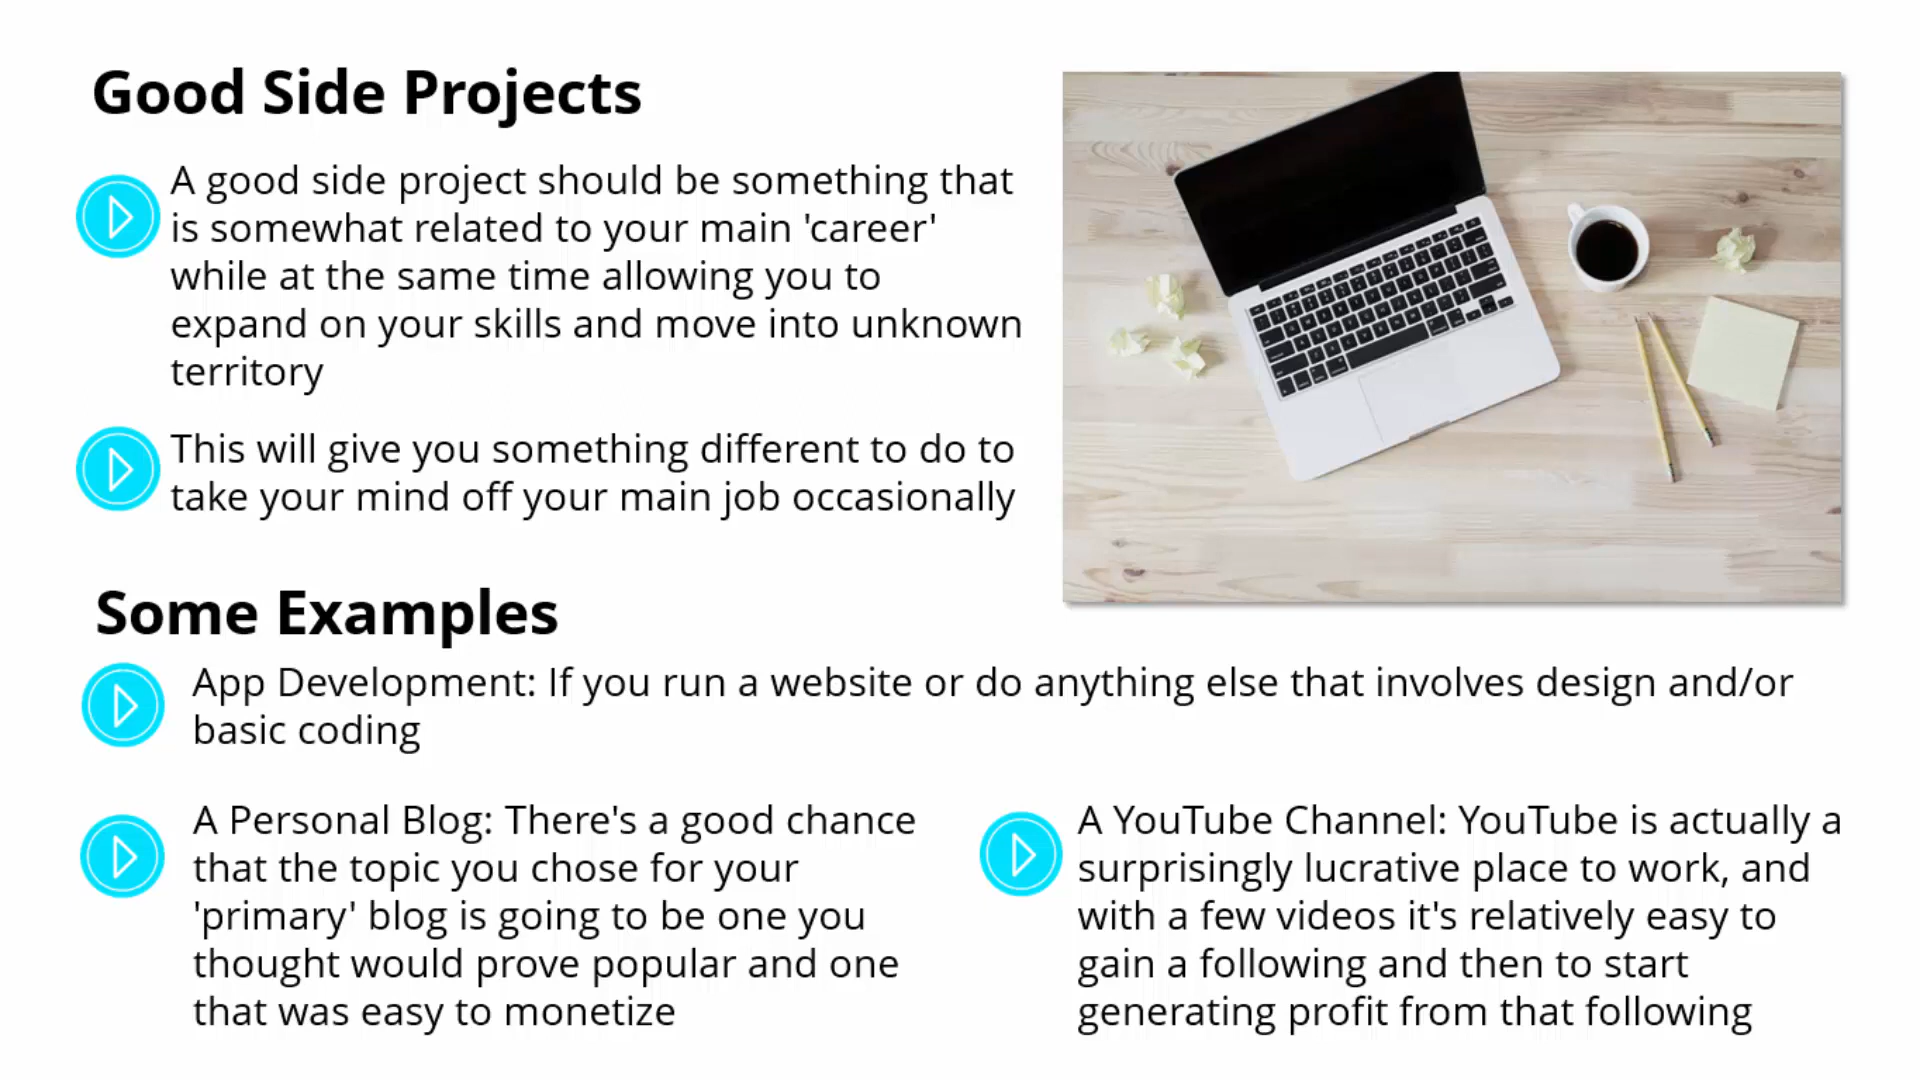 Good Side Projects
A good side project should be something that
is somewhat related to your main 'career'
while at the same time allowing you to
expand on your skills and move into unknown
territory
This will give you something different to do to
take your mind off your main job occasionally
Some Examples
App Development: If you run a website or do anything else that involves design and/or
basic coding
A Personal Blog: There's a good chance
that the topic you chose for your
'primary' blog is going to be one you
thought would prove popular and one
that was easy to monetize
A YouTube Channel: YouTube is actually a
surprisingly lucrative place to work, and
with a few videos it's relatively easy to
gain a following and then to start
generating profit from that following